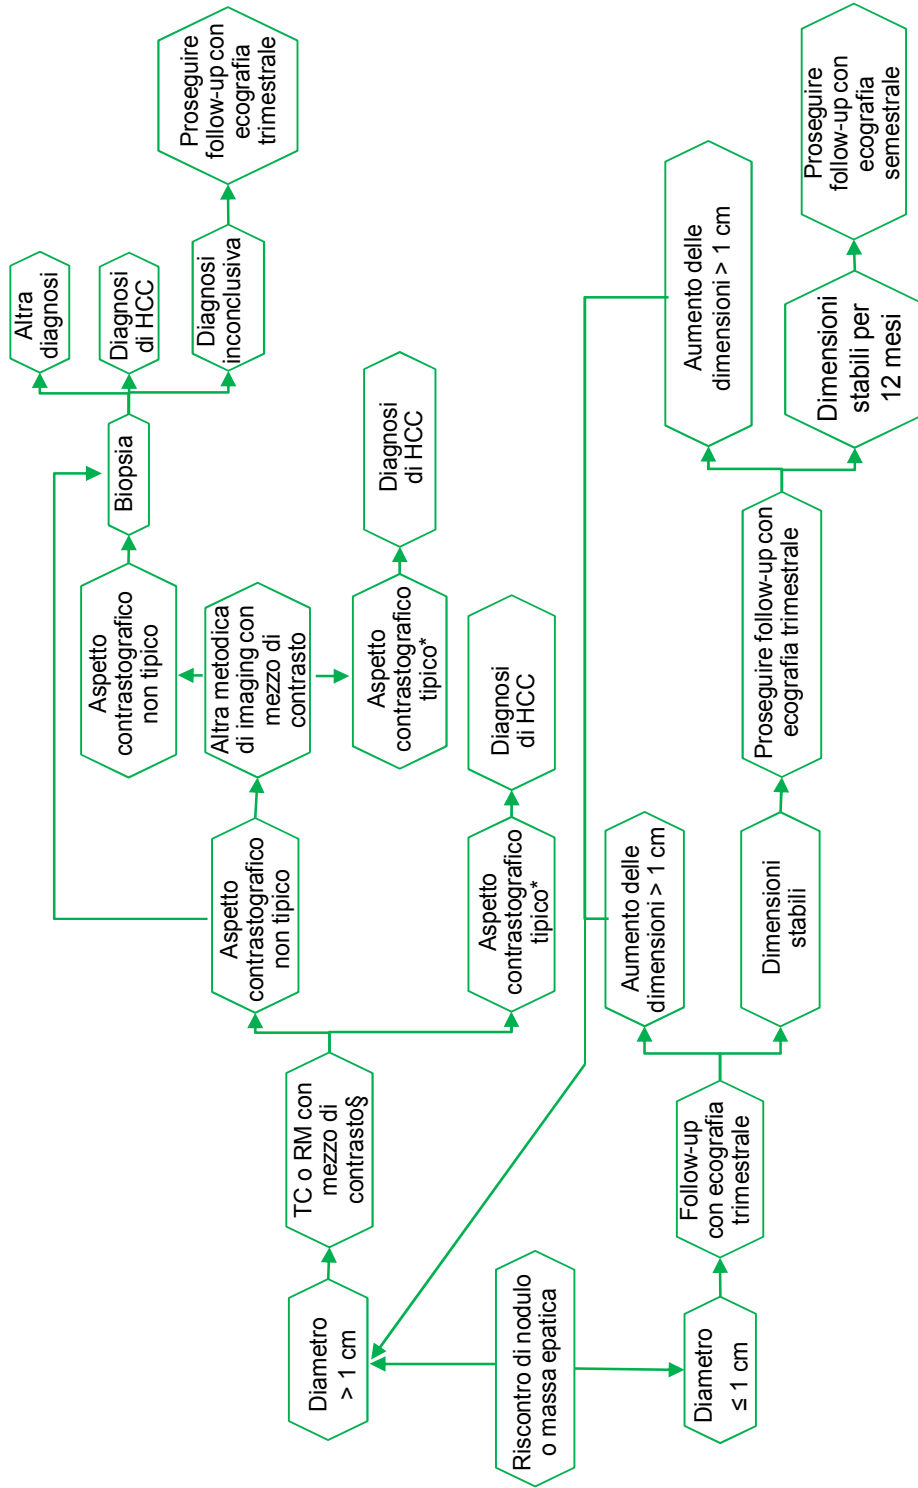 Riscontro di nodulo
o massa epatica
Diametro
> 1 cm
TC o RM con
mezzo di
contrasto§
Aspetto
contrastografico
non tipico
Altra metodica
di imaging con
mezzo di
contrasto
Aspetto
contrastografico
non tipico
Biopsia
Altra
diagnosi
Diagnosi
di HCC
Diagnosi
inconclusiva
Proseguire
follow-up con
ecografia
trimestrale
Aspetto
contrastografico
tipico*
Diagnosi
di HCC
Aspetto
contrastografico
tipico*
Diagnosi
di HCC
Diametro
≤ 1 cm
Follow-up
con ecografia
trimestrale
Aumento delle
dimensioni > 1 cm
Dimensioni
stabili
Proseguire follow-up con
ecografia trimestrale
Aumento delle
dimensioni > 1 cm
Dimensioni
stabili per
12 mesi
Proseguire
follow-up con
ecografia
semestrale